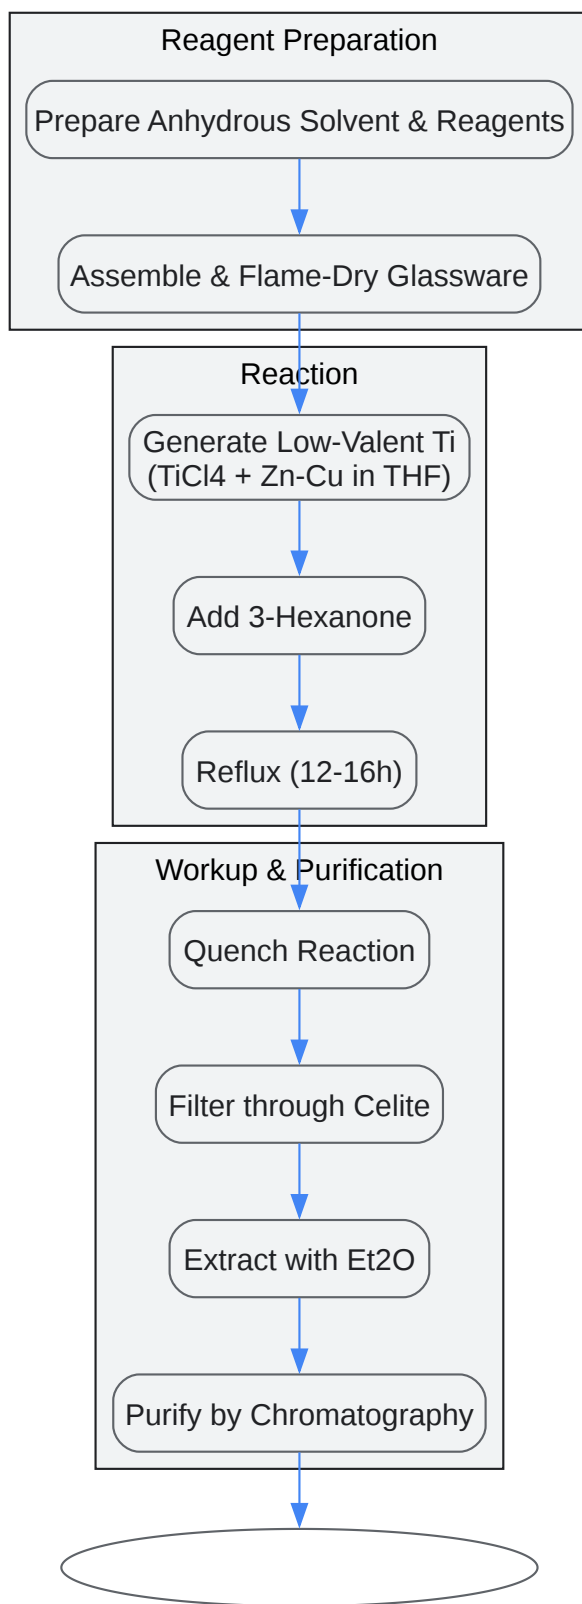 Reagent Preparation
Prepare Anhydrous Solvent & Reagents
Assemble & Flame-Dry Glassware
Reaction
Generate Low-Valent Ti
(TiCl4 + Zn-Cu in THF)
Add 3-Hexanone
Reflux (12-16h)
Workup & Purification
Quench Reaction
Filter through Celite
Extract with Et2O
Purify by Chromatography